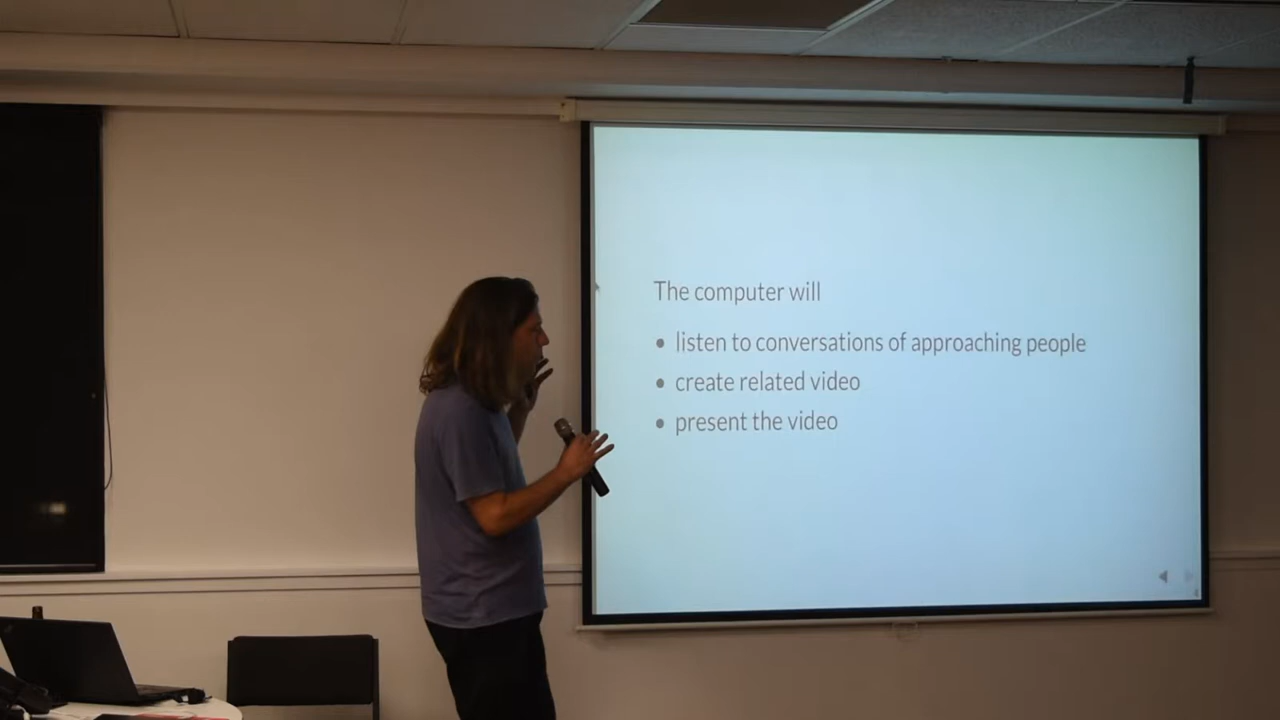 The computer will
• listen to conversations of approaching people
• create related video
• present the video